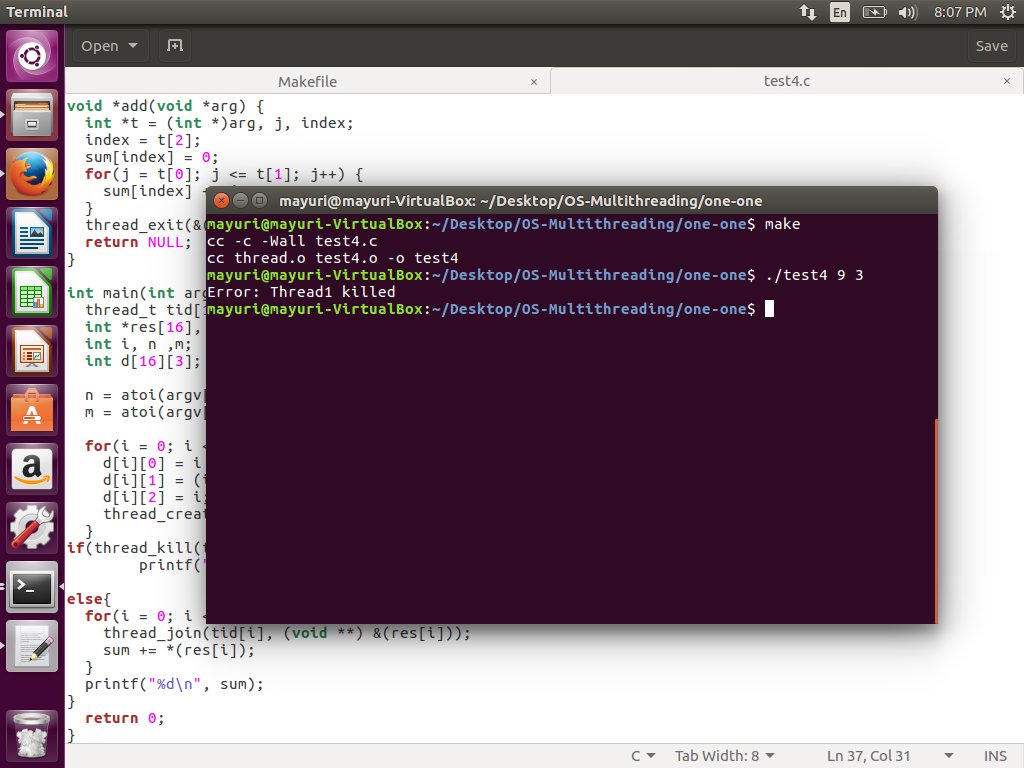 Terminal
En
8:07 PM
Open
Save
Makefile
test4.c
void *add(void *arg) {
int *t = (int *)arg, j, index;
index = t[2];
sum[index] = 0;
for(j = t[0]; j <= t[1]; j++) {
sum[index]
}
thread_exit(&
return NULL;
}
int main(int arg
thread_t tid[
int *res[16],
int i, n ,m;
int d[16][3];
n = atoi(argv[
m = atoi(argv[
for(i = 0; i <
d[i][0] = i
d[i][1] = (i
d[i][2] = i;
thread_creat
}
if(thread_kill(t
printf("
else{
for(i = 0; i <
thread_join(tid[i], (void **) &(res[i]));
sum += *(res[i]);
}
printf("%d\n", sum);
}
return 0;
}
mayuri@mayuri-VirtualBox: ~/Desktop/OS-Multithreading/one-one
mayuri@mayuri-VirtualBox:~/Desktop/OS-Multithreading/one-one$ make
cc -c -Wall test4.c
cc thread.o test4.o -o test4
mayuri@mayuri-VirtualBox:~/Desktop/OS-Multithreading/one-one$ ./test4 9 3
Error: Thread1 killed
mayuri@mayuri-VirtualBox:~/Desktop/OS-Multithreading/one-one$
C
Tab Width: 8
Ln 37, Col 31
INS